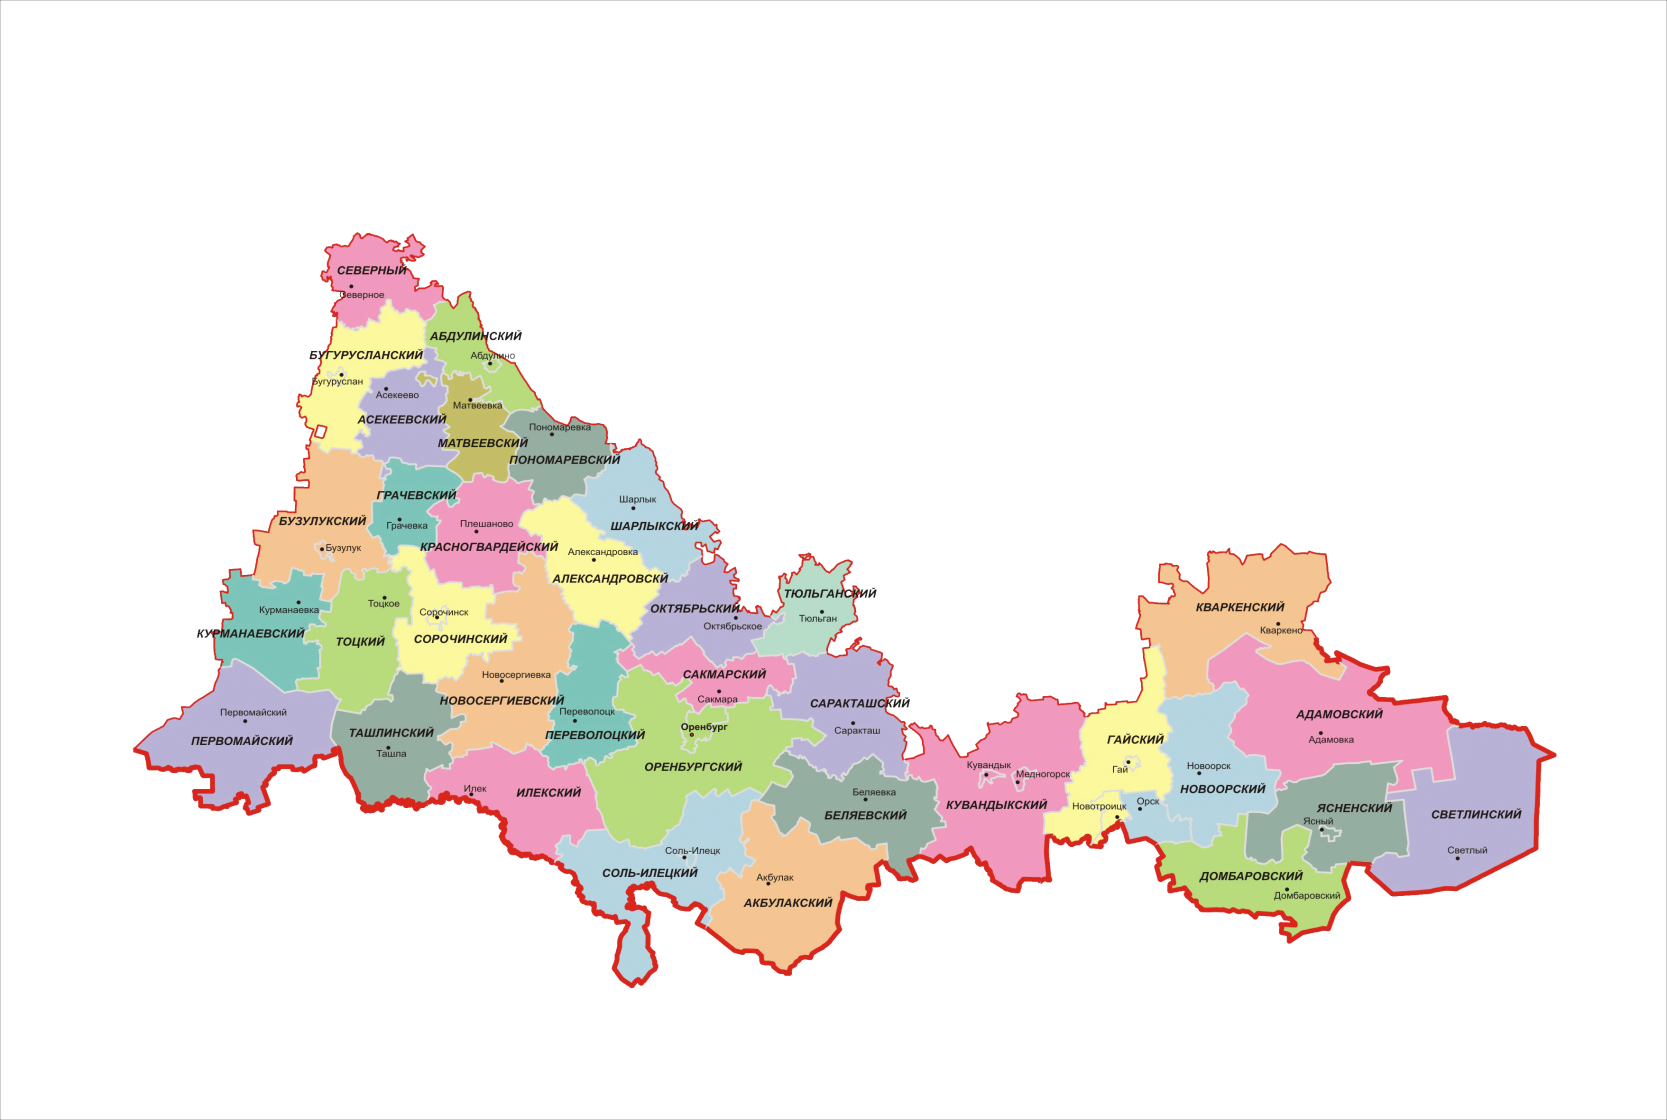 СЕВЕРНЫЙ
Северное
АБДУЛИНСКИЙ
БУГУРУСЛАНСКИЙ
Абдулино
Бугуруслан
Асекеево
Матвеевка
АСЕКЕЕВСКИЙ
Пономаревка
МАТВЕЕВСКИЙ
ПОНОМАРЕВСКИЙ
ГРАЧЕВСКИЙ
Шарлык
БУЗУЛУКСКИЙ
Грачевка
Плешаново
ШАРЛЫКСКИЙ
Бузулук
КРАСНОГВАРДЕЙСКИЙ
Александровка
АЛЕКСАНДРОВСКЙ
ТЮЛЬГАНСКИЙ
Курманаевка
Тоцкое
Сорочинск
ОКТЯБРЬСКИЙ
Октябрьское
Тюльган
КВАРКЕНСКИЙ
Кваркено
КУРМАНАЕВСКИЙ
ТОЦКИЙ
СОРОЧИНСКИЙ
Новосергиевка
САКМАРСКИЙ
Сакмара
НОВОСЕРГИЕВСКИЙ
САРАКТАШСКИЙ
Первомайский
Переволоцк
Оренбург
Саракташ
АДАМОВСКИЙ
ПЕРВОМАЙСКИЙ
ТАШЛИНСКИЙ
ПЕРЕВОЛОЦКИЙ
ГАЙСКИЙ
Адамовка
Ташла
ОРЕНБУРГСКИЙ
Кувандык
Медногорск
Гай
Новоорск
Илек
ИЛЕКСКИЙ
Беляевка
НОВООРСКИЙ
КУВАНДЫКСКИЙ
Новотроицк
Орск
ЯСНЕНСКИЙ
БЕЛЯЕВСКИЙ
Ясный
СВЕТЛИНСКИЙ
Соль-Илецк
Светлый
СОЛЬ-ИЛЕЦКИЙ
Акбулак
ДОМБАРОВСКИЙ
Домбаровский
АКБУЛАКСКИЙ